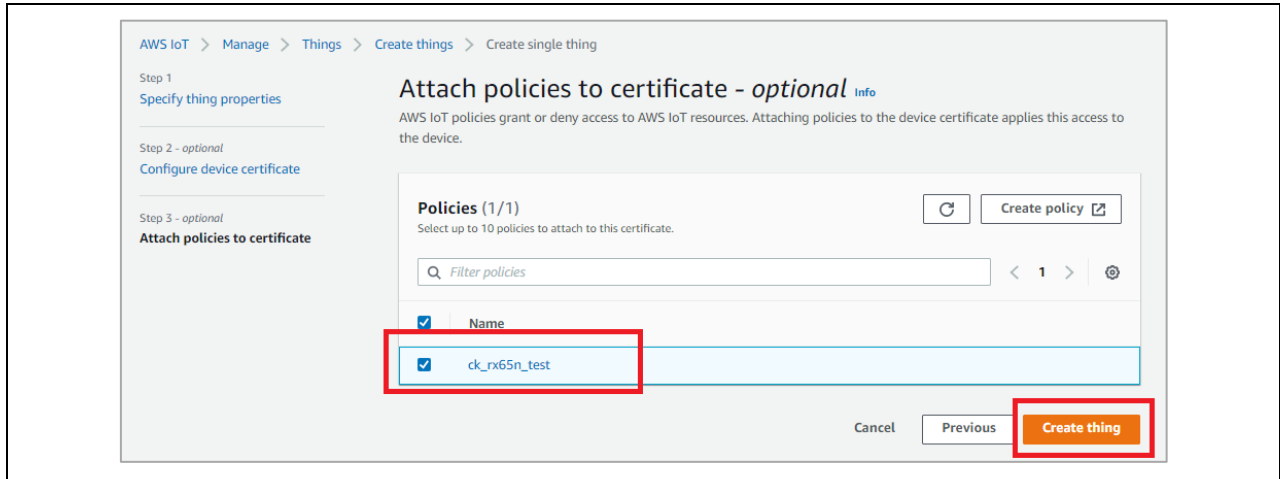 AWS IoT > Manage > Things > Create things > Create single thing
Step 1
Specify thing properties
Step 2 - optional
Configure device certificate
Step 3 - optional
Attach policies to certificate
Attach policies to certificate - optional Info
AWS IoT policies grant or deny access to AWS IoT resources. Attaching policies to the device certificate applies this access to
the device.
Policies (1/1)
Select up to 10 policies to attach to this certificate.
Create policy
Filter policies
< 1 >
Name
ck_rx65n_test
Cancel Previous Create thing